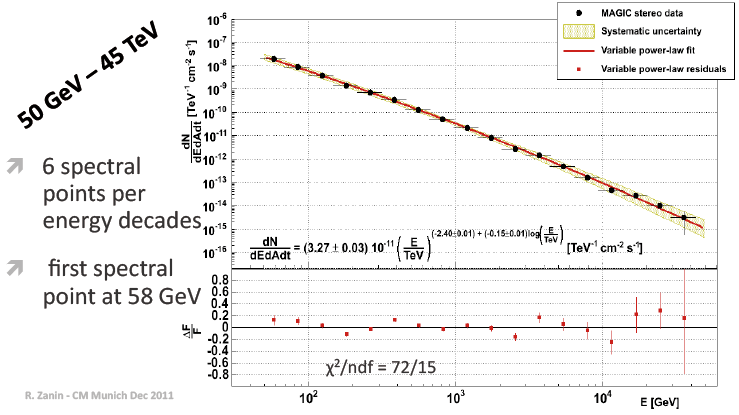 50 GeV – 45 TeV
6 spectral
points per
energy decades
first spectral
point at 58 GeV
R. Zanin - CM Munich Dec 2011
MAGIC stereo data
Systematic uncertainty
Variable power-law fit
Variable power-law residuals
dN/dEdAdt [TeV⁻¹ cm⁻² s⁻¹]
10⁻⁶
10⁻⁷
10⁻⁸
10⁻⁹
10⁻¹⁰
10⁻¹¹
10⁻¹²
10⁻¹³
10⁻¹⁴
10⁻¹⁵
10⁻¹⁶
dN/dEdAdt = (3.27 ± 0.03) 10⁻¹¹ (E/TeV)^(-2.40±0.01) + (-0.15±0.01)log(E/TeV) [TeV⁻¹ cm⁻² s⁻¹]
ΔF/F
0.8
0.6
0.4
0.2
0
-0.2
-0.4
-0.6
-0.8
χ²/ndf = 72/15
10²
10³
10⁴
E [GeV]